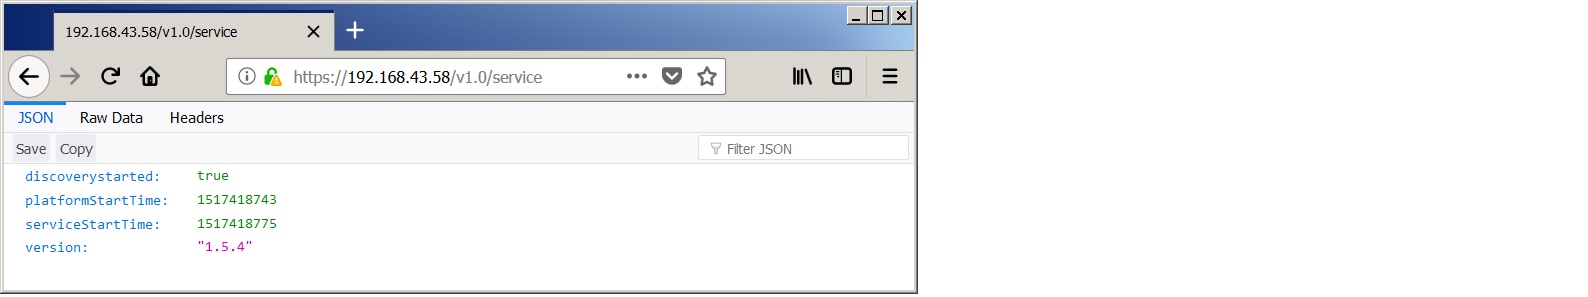 192.168.43.58/v1.0/service
https://192.168.43.58/v1.0/service
JSON Raw Data Headers
Save Copy Filter JSON
discoverystarted: true
platformStartTime: 1517418743
serviceStartTime: 1517418775
version: "1.5.4"